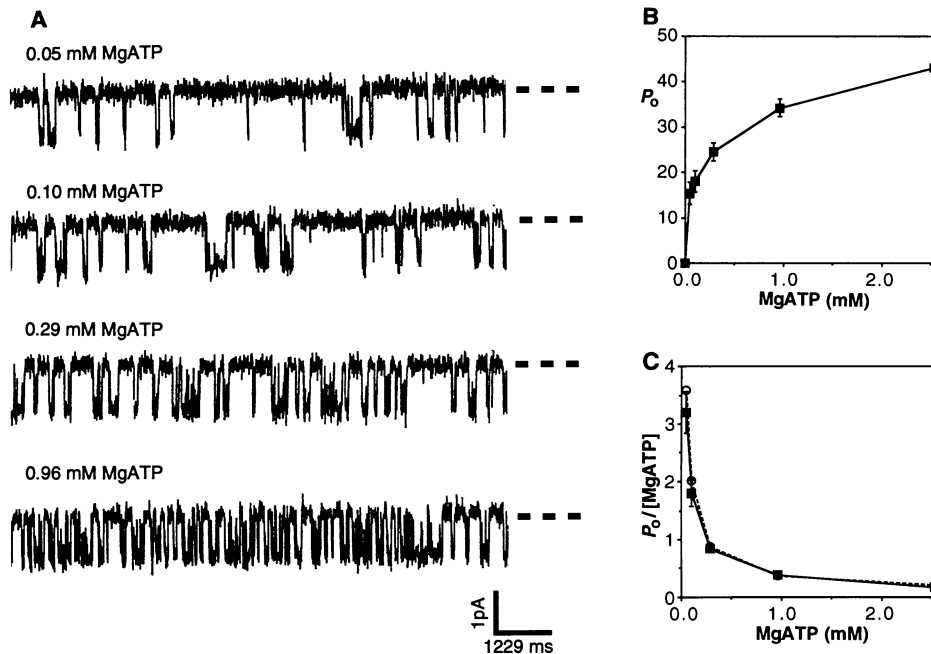 A
0.05 mM MgATP
0.10 mM MgATP
0.29 mM MgATP
0.96 mM MgATP
1pA
1229 ms
B
50
40
30
20
10
0
Po
0.0 1.0 2.0
MgATP (mM)
C
4
3
2
1
0
Po/[MgATP]
0.0 1.0 2.0
MgATP (mM)